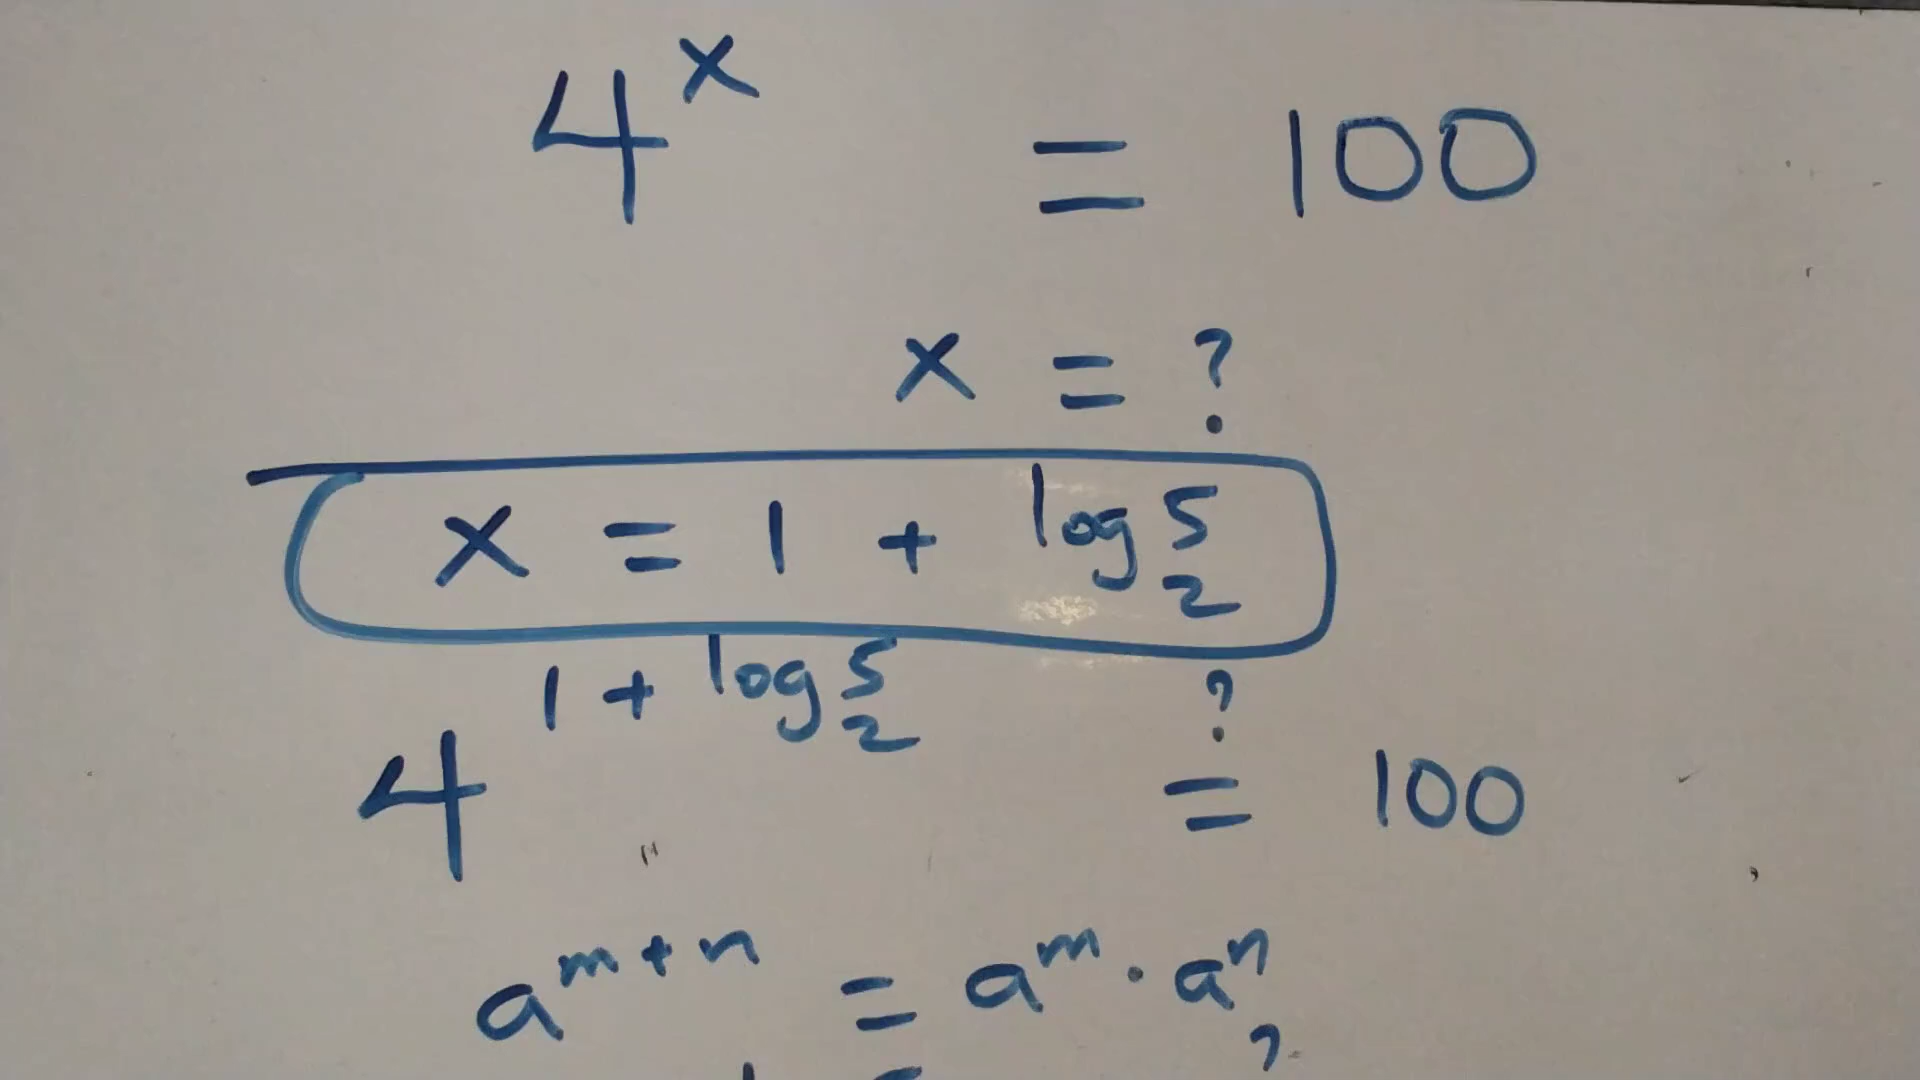 4^x = 100
x = ?
x = 1 + log_2^5
4^{1 + log_2^5} =^? 100
a^{m+n} = a^m · a^n
?